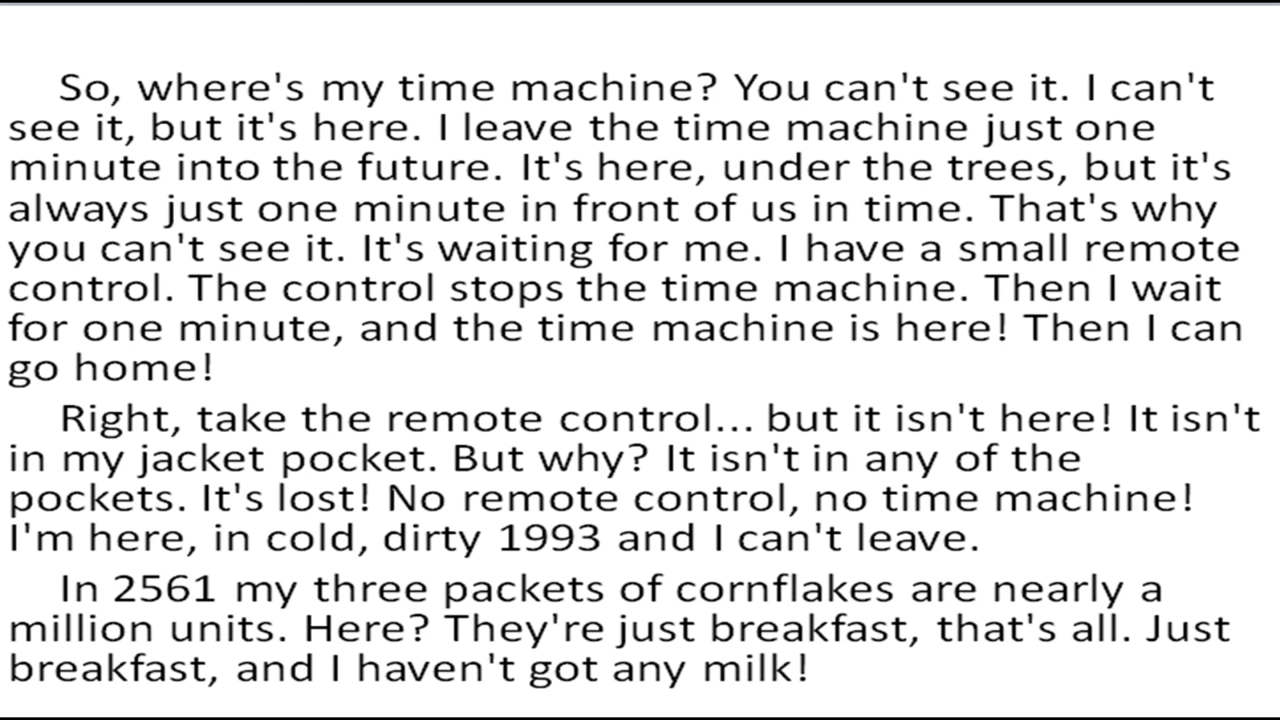 So, where's my time machine? You can't see it. I can't
see it, but it's here. I leave the time machine just one
minute into the future. It's here, under the trees, but it's
always just one minute in front of us in time. That's why
you can't see it. It's waiting for me. I have a small remote
control. The control stops the time machine. Then I wait
for one minute, and the time machine is here! Then I can
go home!
Right, take the remote control... but it isn't here! It isn't
in my jacket pocket. But why? It isn't in any of the
pockets. It's lost! No remote control, no time machine!
I'm here, in cold, dirty 1993 and I can't leave.
In 2561 my three packets of cornflakes are nearly a
million units. Here? They're just breakfast, that's all. Just
breakfast, and I haven't got any milk!